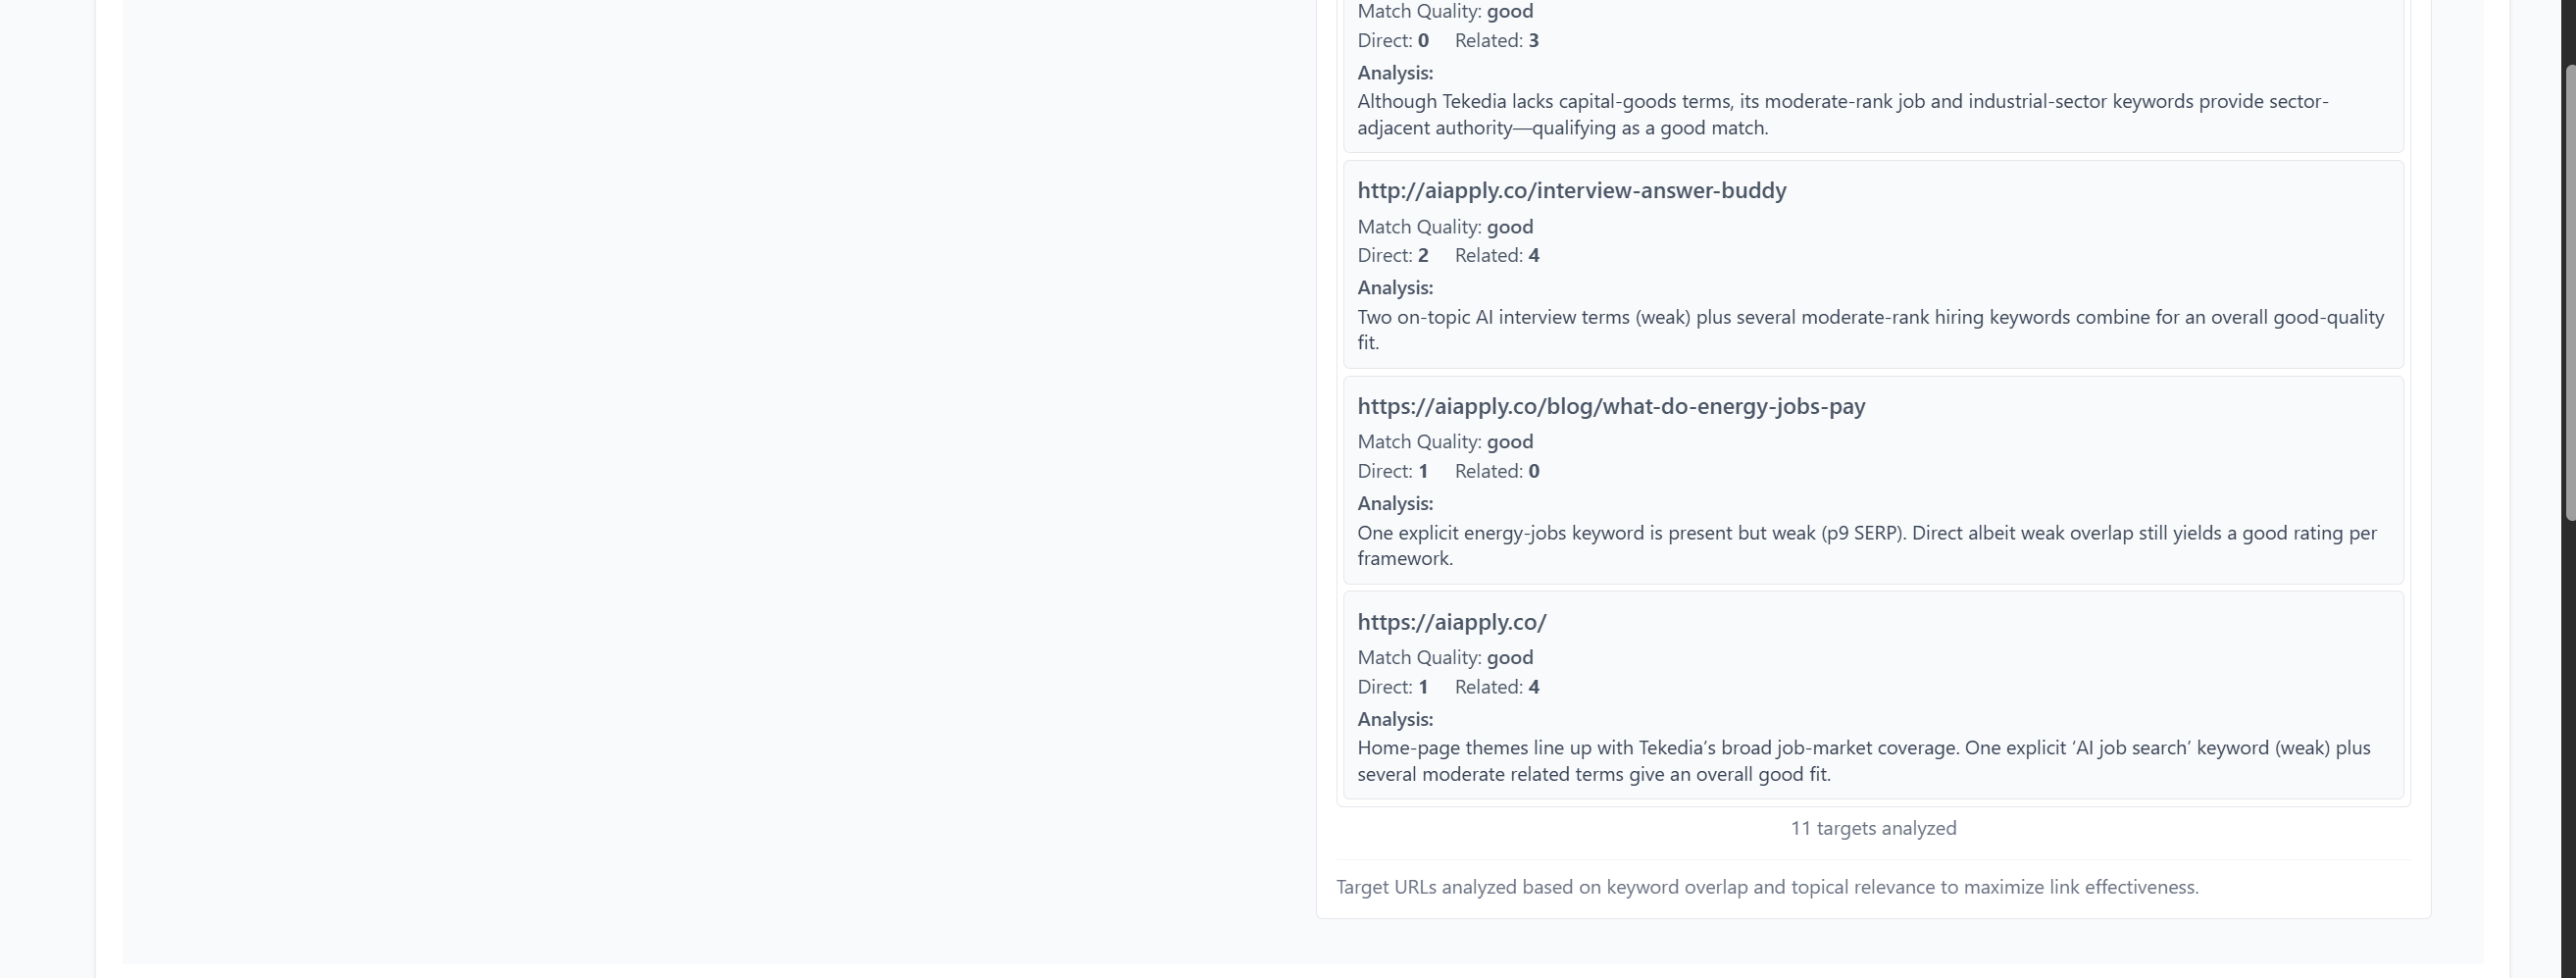 Match Quality: good
Direct: 0 Related: 3
Analysis:
Although Tekedia lacks capital-goods terms, its moderate-rank job and industrial-sector keywords provide sector-
adjacent authority—qualifying as a good match.
http://aiapply.co/interview-answer-buddy
Match Quality: good
Direct: 2 Related: 4
Analysis:
Two on-topic AI interview terms (weak) plus several moderate-rank hiring keywords combine for an overall good-quality
fit.
https://aiapply.co/blog/what-do-energy-jobs-pay
Match Quality: good
Direct: 1 Related: 0
Analysis:
One explicit energy-jobs keyword is present but weak (p9 SERP). Direct albeit weak overlap still yields a good rating per
framework.
https://aiapply.co/
Match Quality: good
Direct: 1 Related: 4
Analysis:
Home-page themes line up with Tekedia’s broad job-market coverage. One explicit ‘AI job search’ keyword (weak) plus
several moderate related terms give an overall good fit.
11 targets analyzed
Target URLs analyzed based on keyword overlap and topical relevance to maximize link effectiveness.